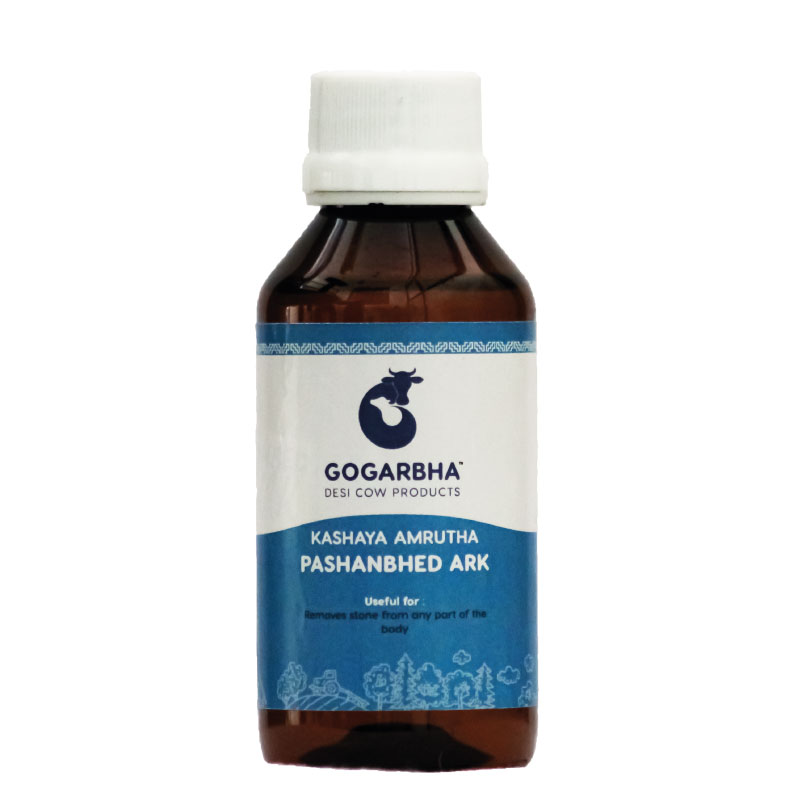 GOGARBHA™
DESI COW PRODUCTS
KASHAYA AMRUTHA
PASHANBHED ARK
Useful for :
Removes stone from any part of the
body